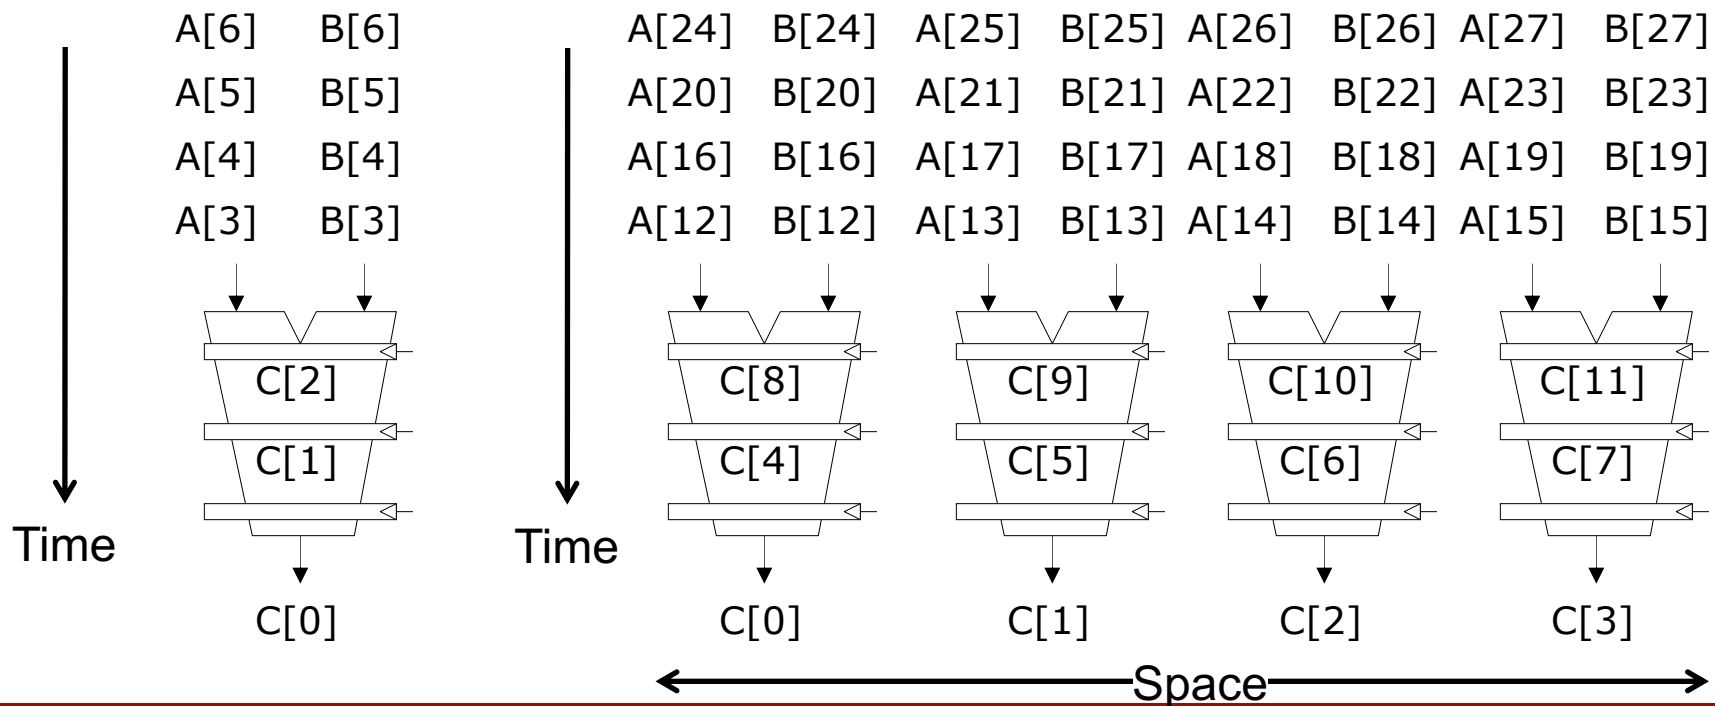 A[6] B[6] A[24] B[24] A[25] B[25] A[26] B[26] A[27] B[27]
A[5] B[5] A[20] B[20] A[21] B[21] A[22] B[22] A[23] B[23]
A[4] B[4] A[16] B[16] A[17] B[17] A[18] B[18] A[19] B[19]
A[3] B[3] A[12] B[12] A[13] B[13] A[14] B[14] A[15] B[15]
C[2] C[8] C[9] C[10] C[11]
C[1] C[4] C[5] C[6] C[7]
Time Time
C[0] C[0] C[1] C[2] C[3]
Space